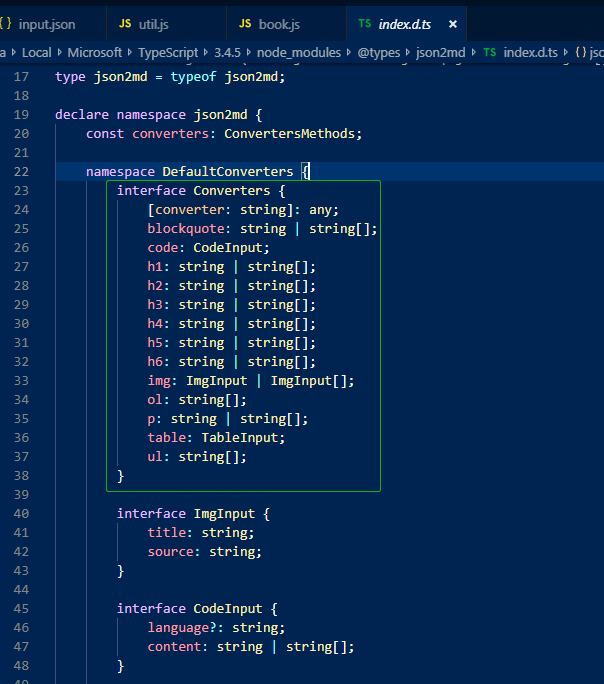 {} input.json JS util.js JS book.js TS index.d.ts ×
a > Local > Microsoft > TypeScript > 3.4.5 > node_modules > @types > json2md > TS index.d.ts > {} jso
17 type json2md = typeof json2md;
18
19 declare namespace json2md {
20 const converters: ConvertersMethods;
21
22 namespace DefaultConverters {
23 interface Converters {
24 [converter: string]: any;
25 blockquote: string | string[];
26 code: CodeInput;
27 h1: string | string[];
28 h2: string | string[];
29 h3: string | string[];
30 h4: string | string[];
31 h5: string | string[];
32 h6: string | string[];
33 img: ImgInput | ImgInput[];
34 ol: string[];
35 p: string | string[];
36 table: TableInput;
37 ul: string[];
38 }
39
40 interface ImgInput {
41 title: string;
42 source: string;
43 }
44
45 interface CodeInput {
46 language?: string;
47 content: string | string[];
48 }